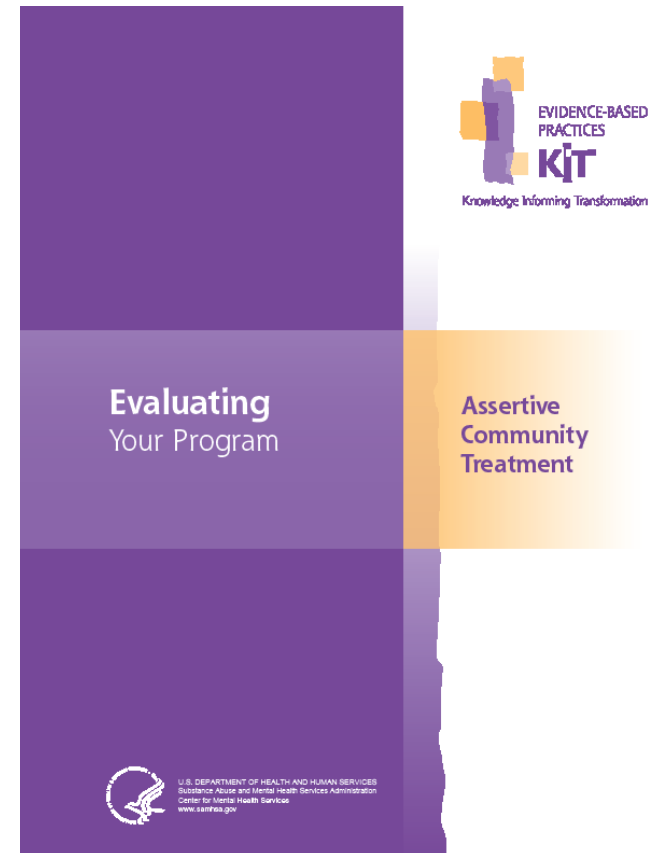 EVIDENCE-BASED
PRACTICES
KIT
Knowledge Informing Transformation
Evaluating
Your Program
Assertive
Community
Treatment
U.S. DEPARTMENT OF HEALTH AND HUMAN SERVICES
Substance Abuse and Mental Health Services Administration
Center for Mental Health Services
www.samhsa.gov